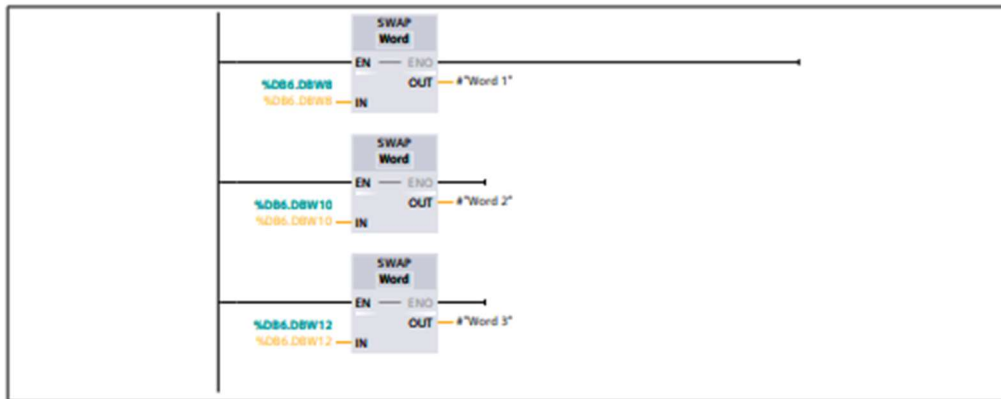 SWAP
Word
EN ENO
%DB6.DBW8 OUT #"Word 1"
%DB6.DBW8 IN
SWAP
Word
EN ENO
%DB6.DBW10 OUT #"Word 2"
%DB6.DBW10 IN
SWAP
Word
EN ENO
%DB6.DBW12 OUT #"Word 3"
%DB6.DBW12 IN